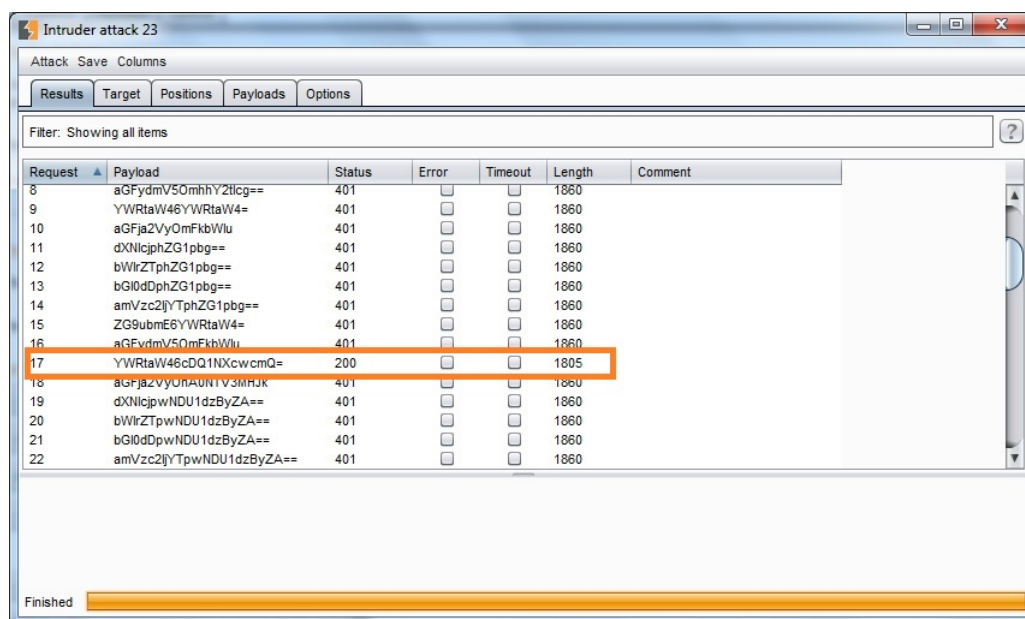 Intruder attack 23
Attack Save Columns
Results Target Positions Payloads Options
Filter: Showing all items
?
Request Payload Status Error Timeout Length Comment
8 aGFydmV5OmhhY2tlcg== 401 1860
9 YWRtaW46YWRtaW4= 401 1860
10 aGFja2VyOmFkbWlu 401 1860
11 dXNlcjphZG1pbg== 401 1860
12 bWlrZTphZG1pbg== 401 1860
13 bGl0dDphZG1pbg== 401 1860
14 amVzc2ljYTphZG1pbg== 401 1860
15 ZG9ubmE6YWRtaW4= 401 1860
16 aGFydmV5OmFkbWlu 401 1860
17 YWRtaW46cDQ1NXcwcmQ= 200 1805
18 aGFja2VyOnA0NTV3MHJk 401 1860
19 dXNlcjpwNDU1dzByZA== 401 1860
20 bWlrZTpwNDU1dzByZA== 401 1860
21 bGl0dDpwNDU1dzByZA== 401 1860
22 amVzc2ljYTpwNDU1dzByZA== 401 1860
Finished